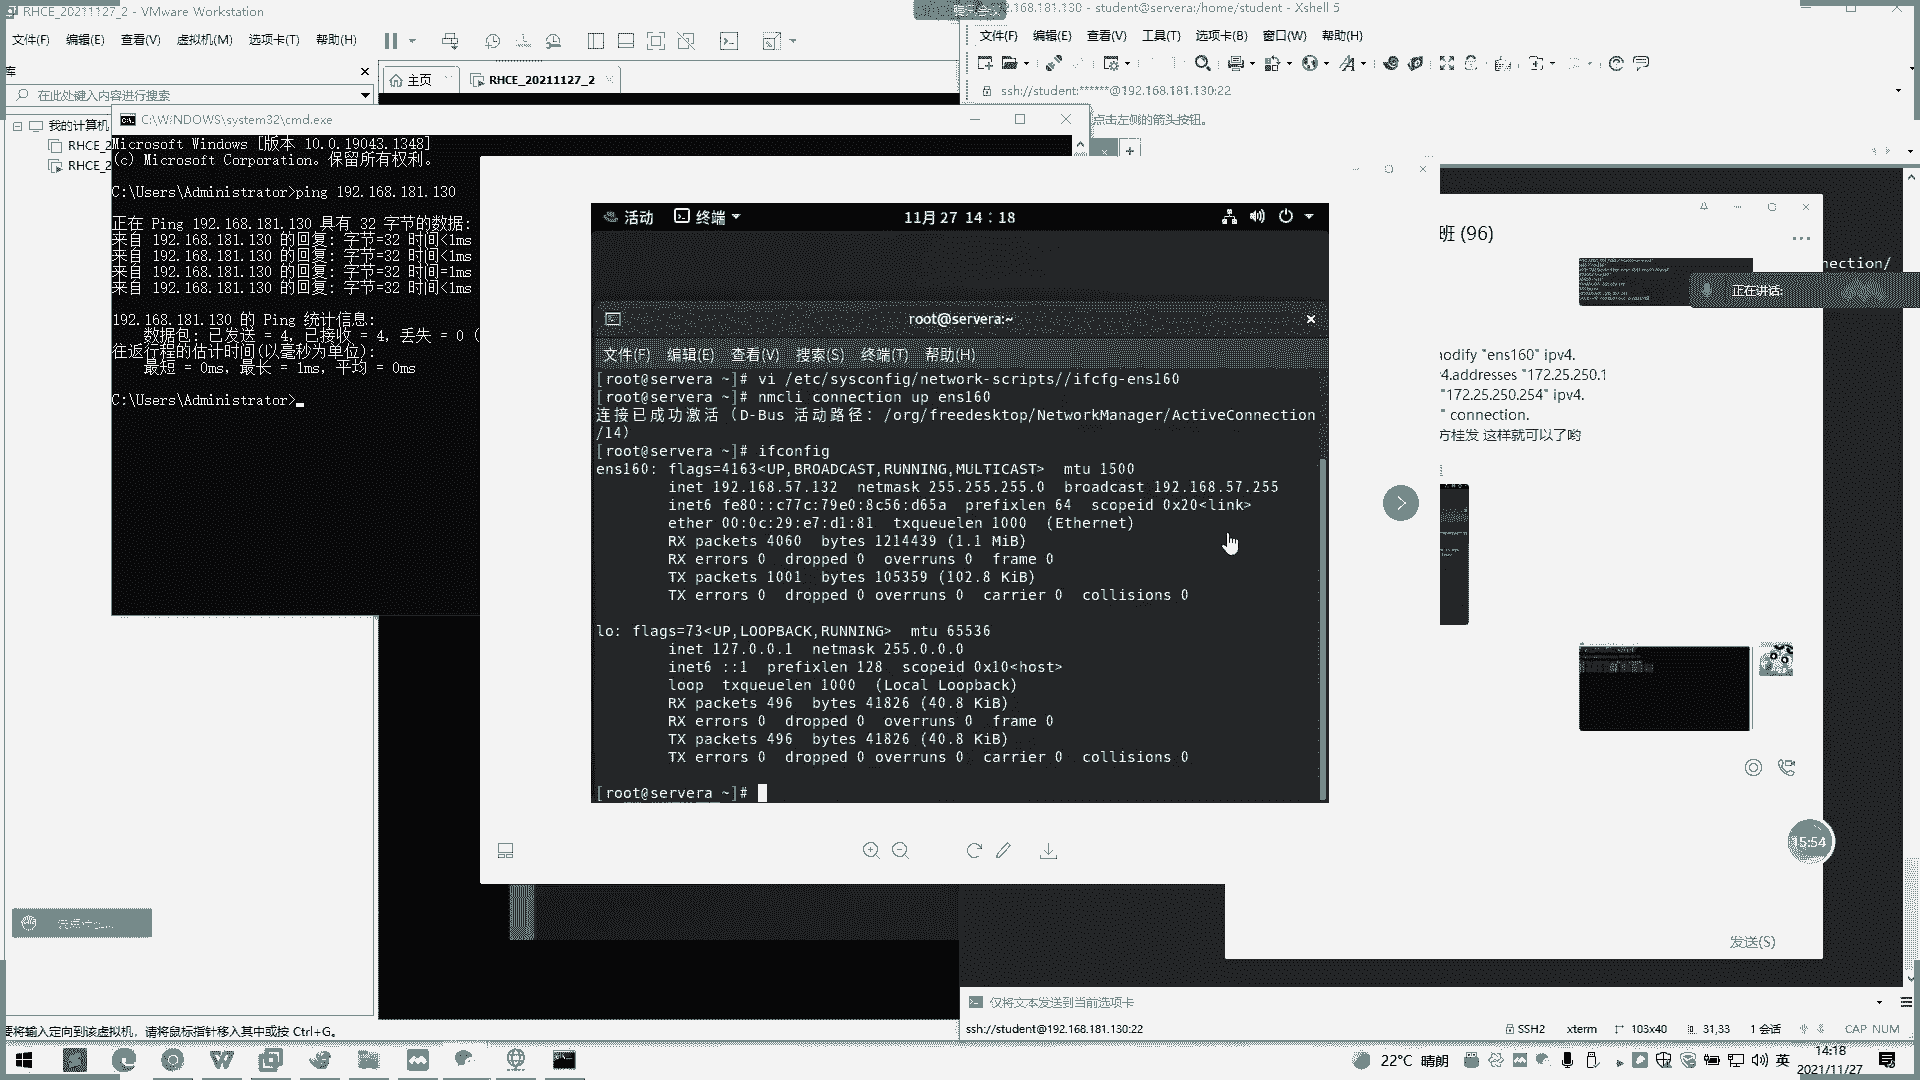 RHCE_20211127_2 - VMware Workstation
文件(F) 编辑(E) 查看(V) 虚拟机(M) 选项卡(T) 帮助(H)
库
在此处键入内容进行搜索
我的计算机
RHCE_2
RHCE_2
主页
RHCE_20211127_2
192.168.181.130 - student@servera:/home/student - Xshell 5
文件(F) 编辑(E) 查看(V) 工具(T) 选项卡(B) 窗口(W) 帮助(H)
ssh://student:******@192.168.181.130:22
点击左侧的箭头按钮。
C:\WINDOWS\system32\cmd.exe
Microsoft Windows [版本 10.0.19043.1348]
(c) Microsoft Corporation。保留所有权利。
C:\Users\Administrator>ping 192.168.181.130
正在 Ping 192.168.181.130 具有 32 字节的数据:
来自 192.168.181.130 的回复: 字节=32 时间<1ms
来自 192.168.181.130 的回复: 字节=32 时间<1ms
来自 192.168.181.130 的回复: 字节=32 时间=1ms
来自 192.168.181.130 的回复: 字节=32 时间<1ms
192.168.181.130 的 Ping 统计信息:
数据包: 已发送 = 4，已接收 = 4，丢失 = 0 (
往返行程的估计时间(以毫秒为单位):
最短 = 0ms，最长 = 1ms，平均 = 0ms
C:\Users\Administrator>
活动 终端 11月 27 14：18
root@servera:~
文件(F) 编辑(E) 查看(V) 搜索(S) 终端(T) 帮助(H)
[root@servera ~]# vi /etc/sysconfig/network-scripts//ifcfg-ens160
[root@servera ~]# nmcli connection up ens160
连接已成功激活（D-Bus 活动路径：/org/freedesktop/NetworkManager/ActiveConnection
/14）
[root@servera ~]# ifconfig
ens160: flags=4163<UP,BROADCAST,RUNNING,MULTICAST>  mtu 1500
inet 192.168.57.132  netmask 255.255.255.0  broadcast 192.168.57.255
inet6 fe80::c77c:79e0:8c56:d65a  prefixlen 64  scopeid 0x20<link>
ether 00:0c:29:e7:d1:81  txqueuelen 1000  (Ethernet)
RX packets 4060  bytes 1214439 (1.1 MiB)
RX errors 0  dropped 0  overruns 0  frame 0
TX packets 1001  bytes 105359 (102.8 KiB)
TX errors 0  dropped 0 overruns 0  carrier 0  collisions 0
lo: flags=73<UP,LOOPBACK,RUNNING>  mtu 65536
inet 127.0.0.1  netmask 255.0.0.0
inet6 ::1  prefixlen 128  scopeid 0x10<host>
loop  txqueuelen 1000  (Local Loopback)
RX packets 496  bytes 41826 (40.8 KiB)
RX errors 0  dropped 0  overruns 0  frame 0
TX packets 496  bytes 41826 (40.8 KiB)
TX errors 0  dropped 0 overruns 0  carrier 0  collisions 0
[root@servera ~]#
班 (96)
nection/
正在讲话:
modify "ens160" ipv4.
v4.addresses "172.25.250.1
"172.25.250.254" ipv4.
" connection.
方桂发 这样就可以了哟
15:54
发送(S)
仅将文本发送到当前选项卡
要将输入定向到该虚拟机，请将鼠标指针移入其中或按 Ctrl+G。
ssh://student@192.168.181.130:22
SSH2 xterm 103x40 31,33 1 会话 CAP NUM
22°C 晴朗
英
14:18
2021/11/27